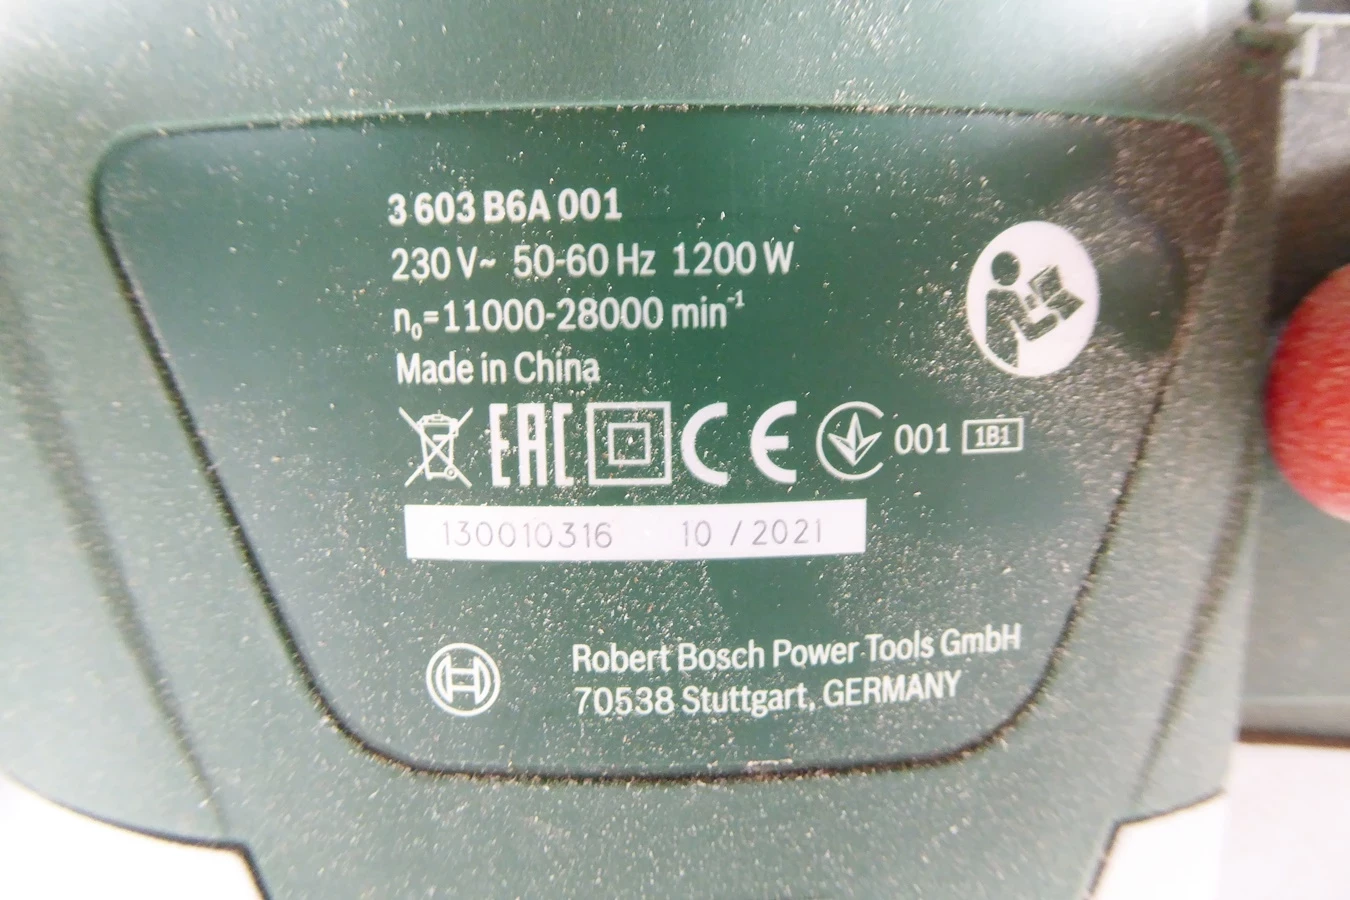 3 603 B6A 001
230 V~ 50-60 Hz 1200 W
n₀=11000-28000 min⁻¹
Made in China
EAC CE 001 1B1
130010316 10 / 2021
Robert Bosch Power Tools GmbH
70538 Stuttgart, GERMANY